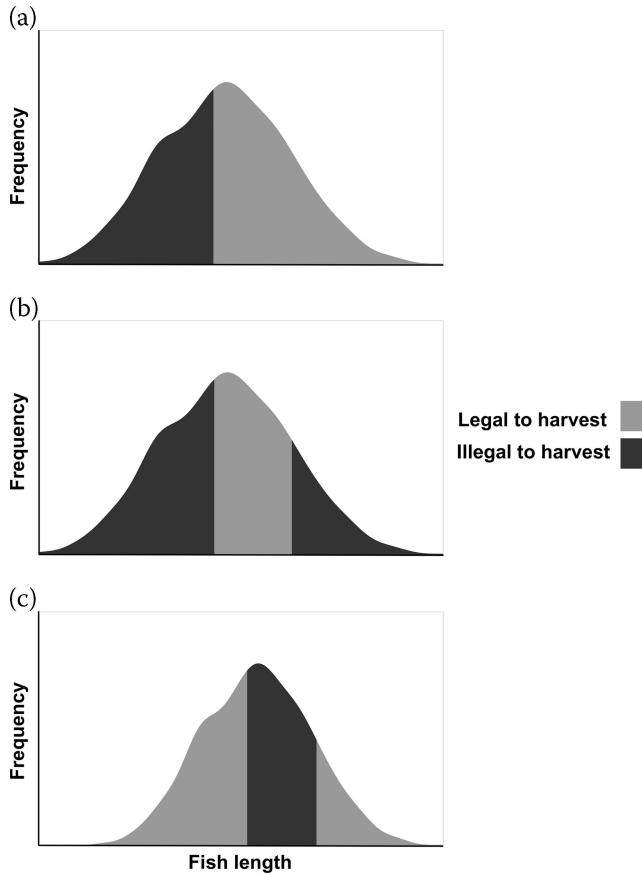 (a)
Frequency
(b)
Frequency
Legal to harvest
Illegal to harvest
(c)
Frequency
Fish length